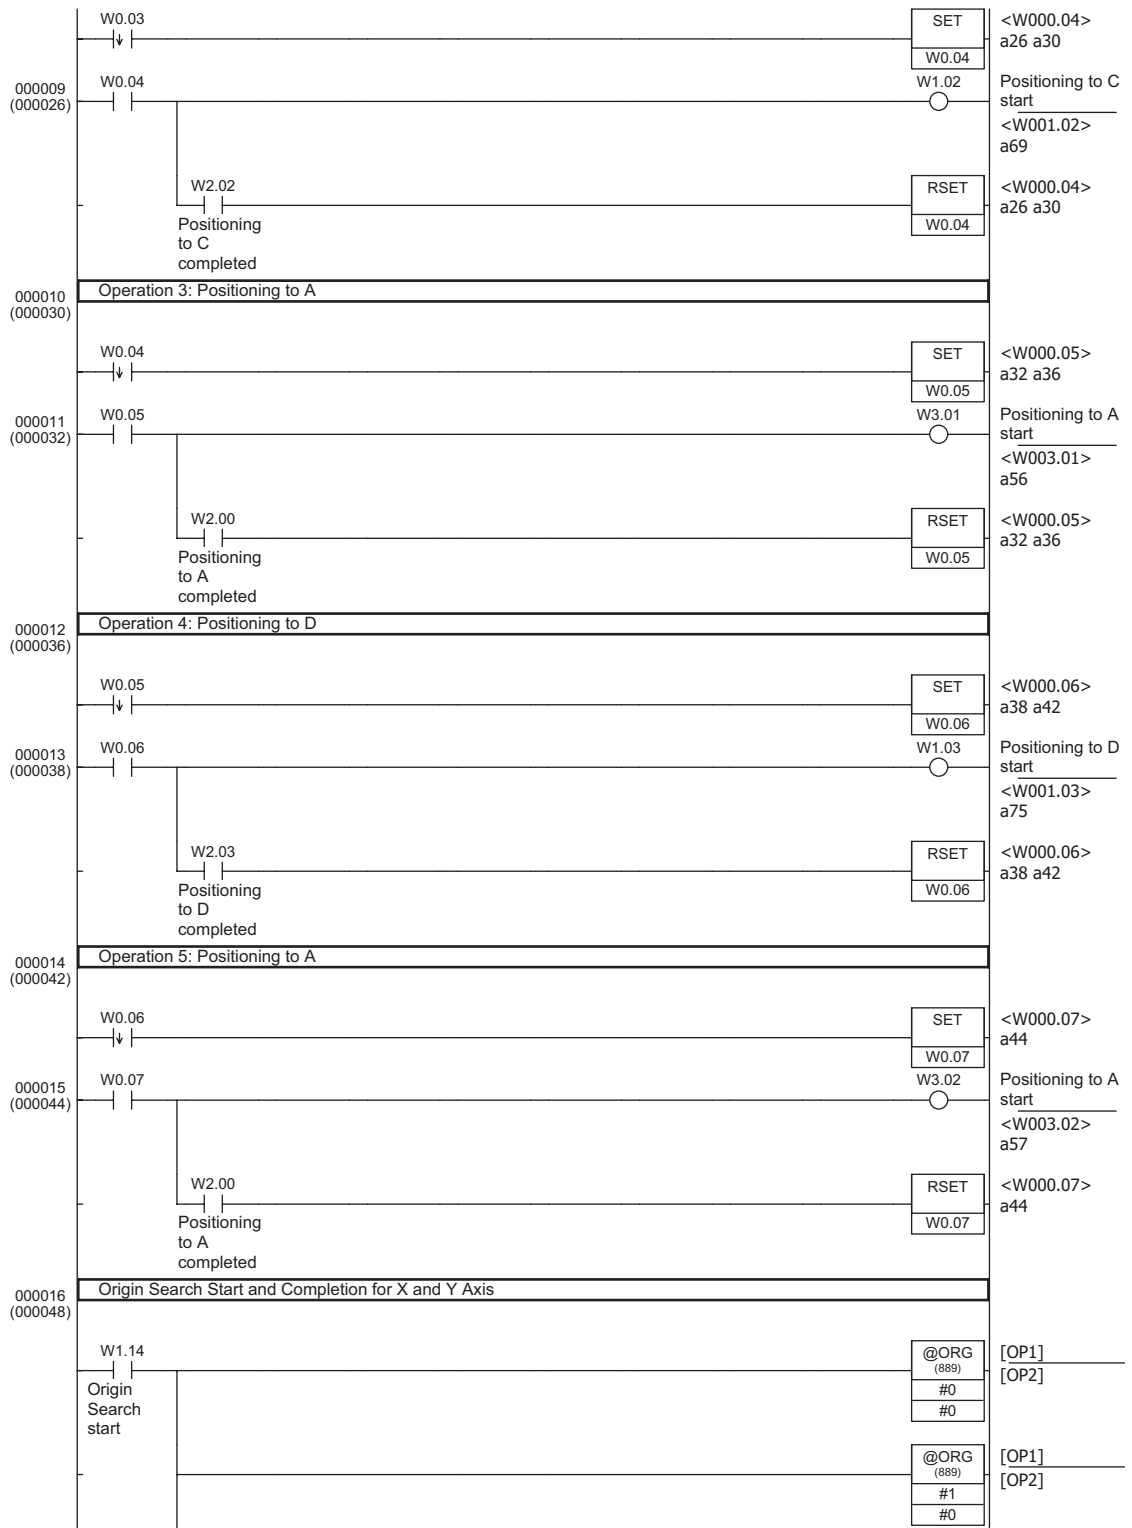 W0.03
SET
W0.04
<W000.04>
a26 a30
000009
(000026)
W0.04
W1.02
Positioning to C
start
<W001.02>
a69
W2.02
Positioning
to C
completed
RSET
W0.04
<W000.04>
a26 a30
000010
(000030)
Operation 3: Positioning to A
W0.04
SET
W0.05
<W000.05>
a32 a36
000011
(000032)
W0.05
W3.01
Positioning to A
start
<W003.01>
a56
W2.00
Positioning
to A
completed
RSET
W0.05
<W000.05>
a32 a36
000012
(000036)
Operation 4: Positioning to D
W0.05
SET
W0.06
<W000.06>
a38 a42
000013
(000038)
W0.06
W1.03
Positioning to D
start
<W001.03>
a75
W2.03
Positioning
to D
completed
RSET
W0.06
<W000.06>
a38 a42
000014
(000042)
Operation 5: Positioning to A
W0.06
SET
W0.07
<W000.07>
a44
000015
(000044)
W0.07
W3.02
Positioning to A
start
<W003.02>
a57
W2.00
Positioning
to A
completed
RSET
W0.07
<W000.07>
a44
000016
(000048)
Origin Search Start and Completion for X and Y Axis
W1.14
Origin
Search
start
@ORG
(889)
#0
#0
[OP1]
[OP2]
@ORG
(889)
#1
#0
[OP1]
[OP2]